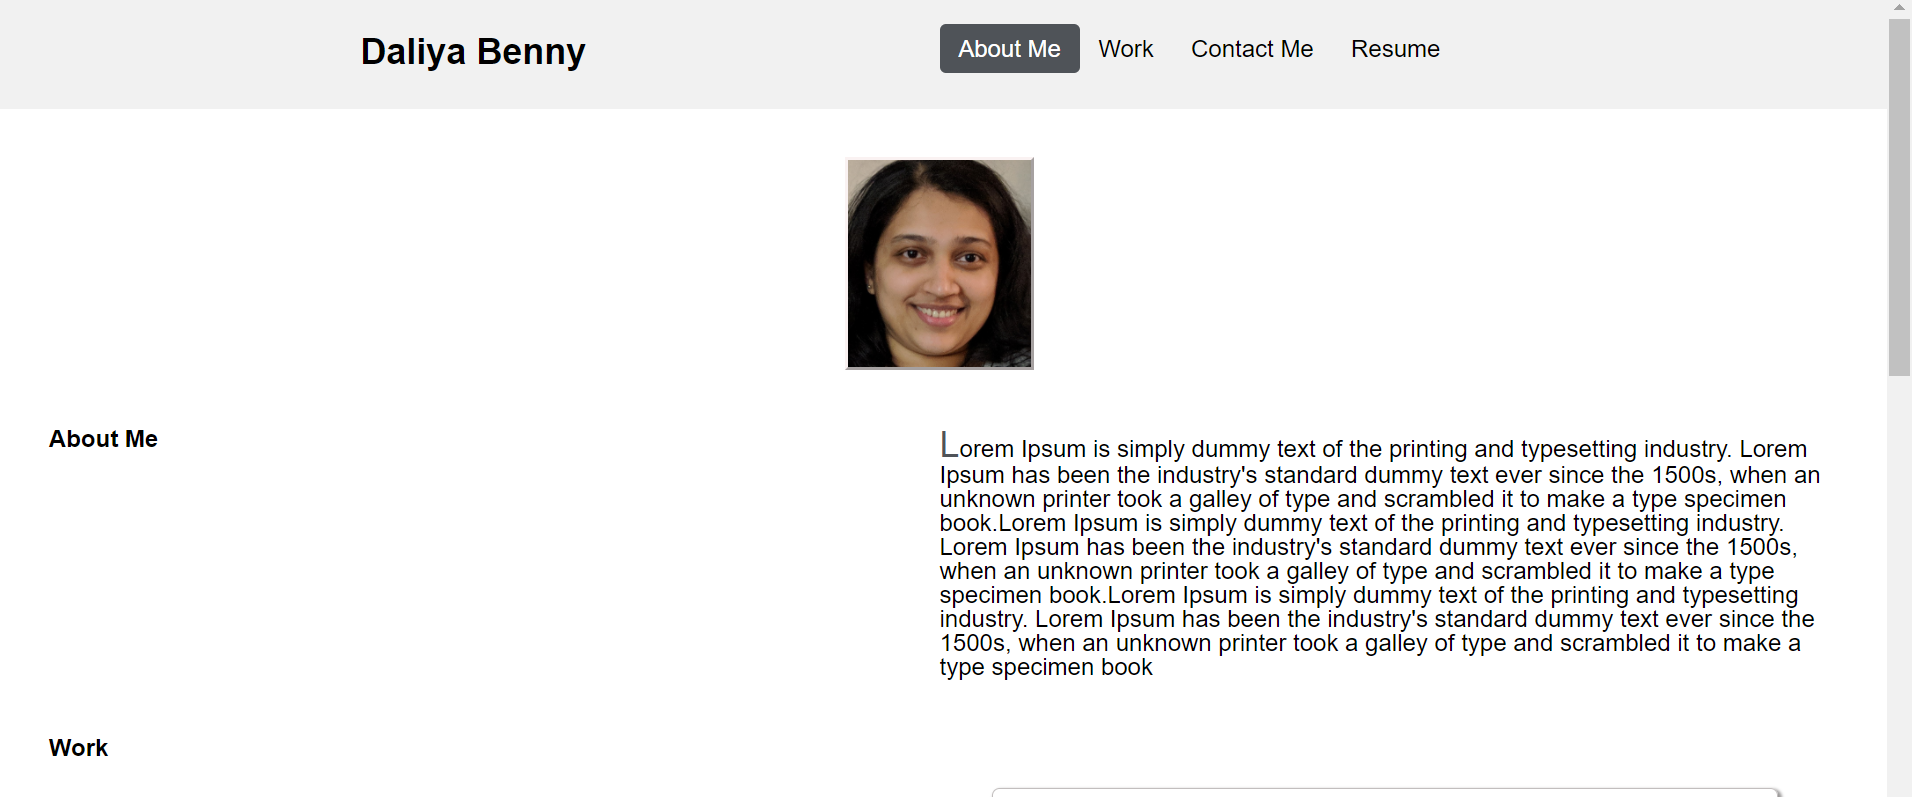 Daliya Benny
About Me
Work
Contact Me
Resume
About Me
Lorem Ipsum is simply dummy text of the printing and typesetting industry. Lorem
Ipsum has been the industry's standard dummy text ever since the 1500s, when an
unknown printer took a galley of type and scrambled it to make a type specimen
book.Lorem Ipsum is simply dummy text of the printing and typesetting industry.
Lorem Ipsum has been the industry's standard dummy text ever since the 1500s,
when an unknown printer took a galley of type and scrambled it to make a type
specimen book.Lorem Ipsum is simply dummy text of the printing and typesetting
industry. Lorem Ipsum has been the industry's standard dummy text ever since the
1500s, when an unknown printer took a galley of type and scrambled it to make a
type specimen book
Work